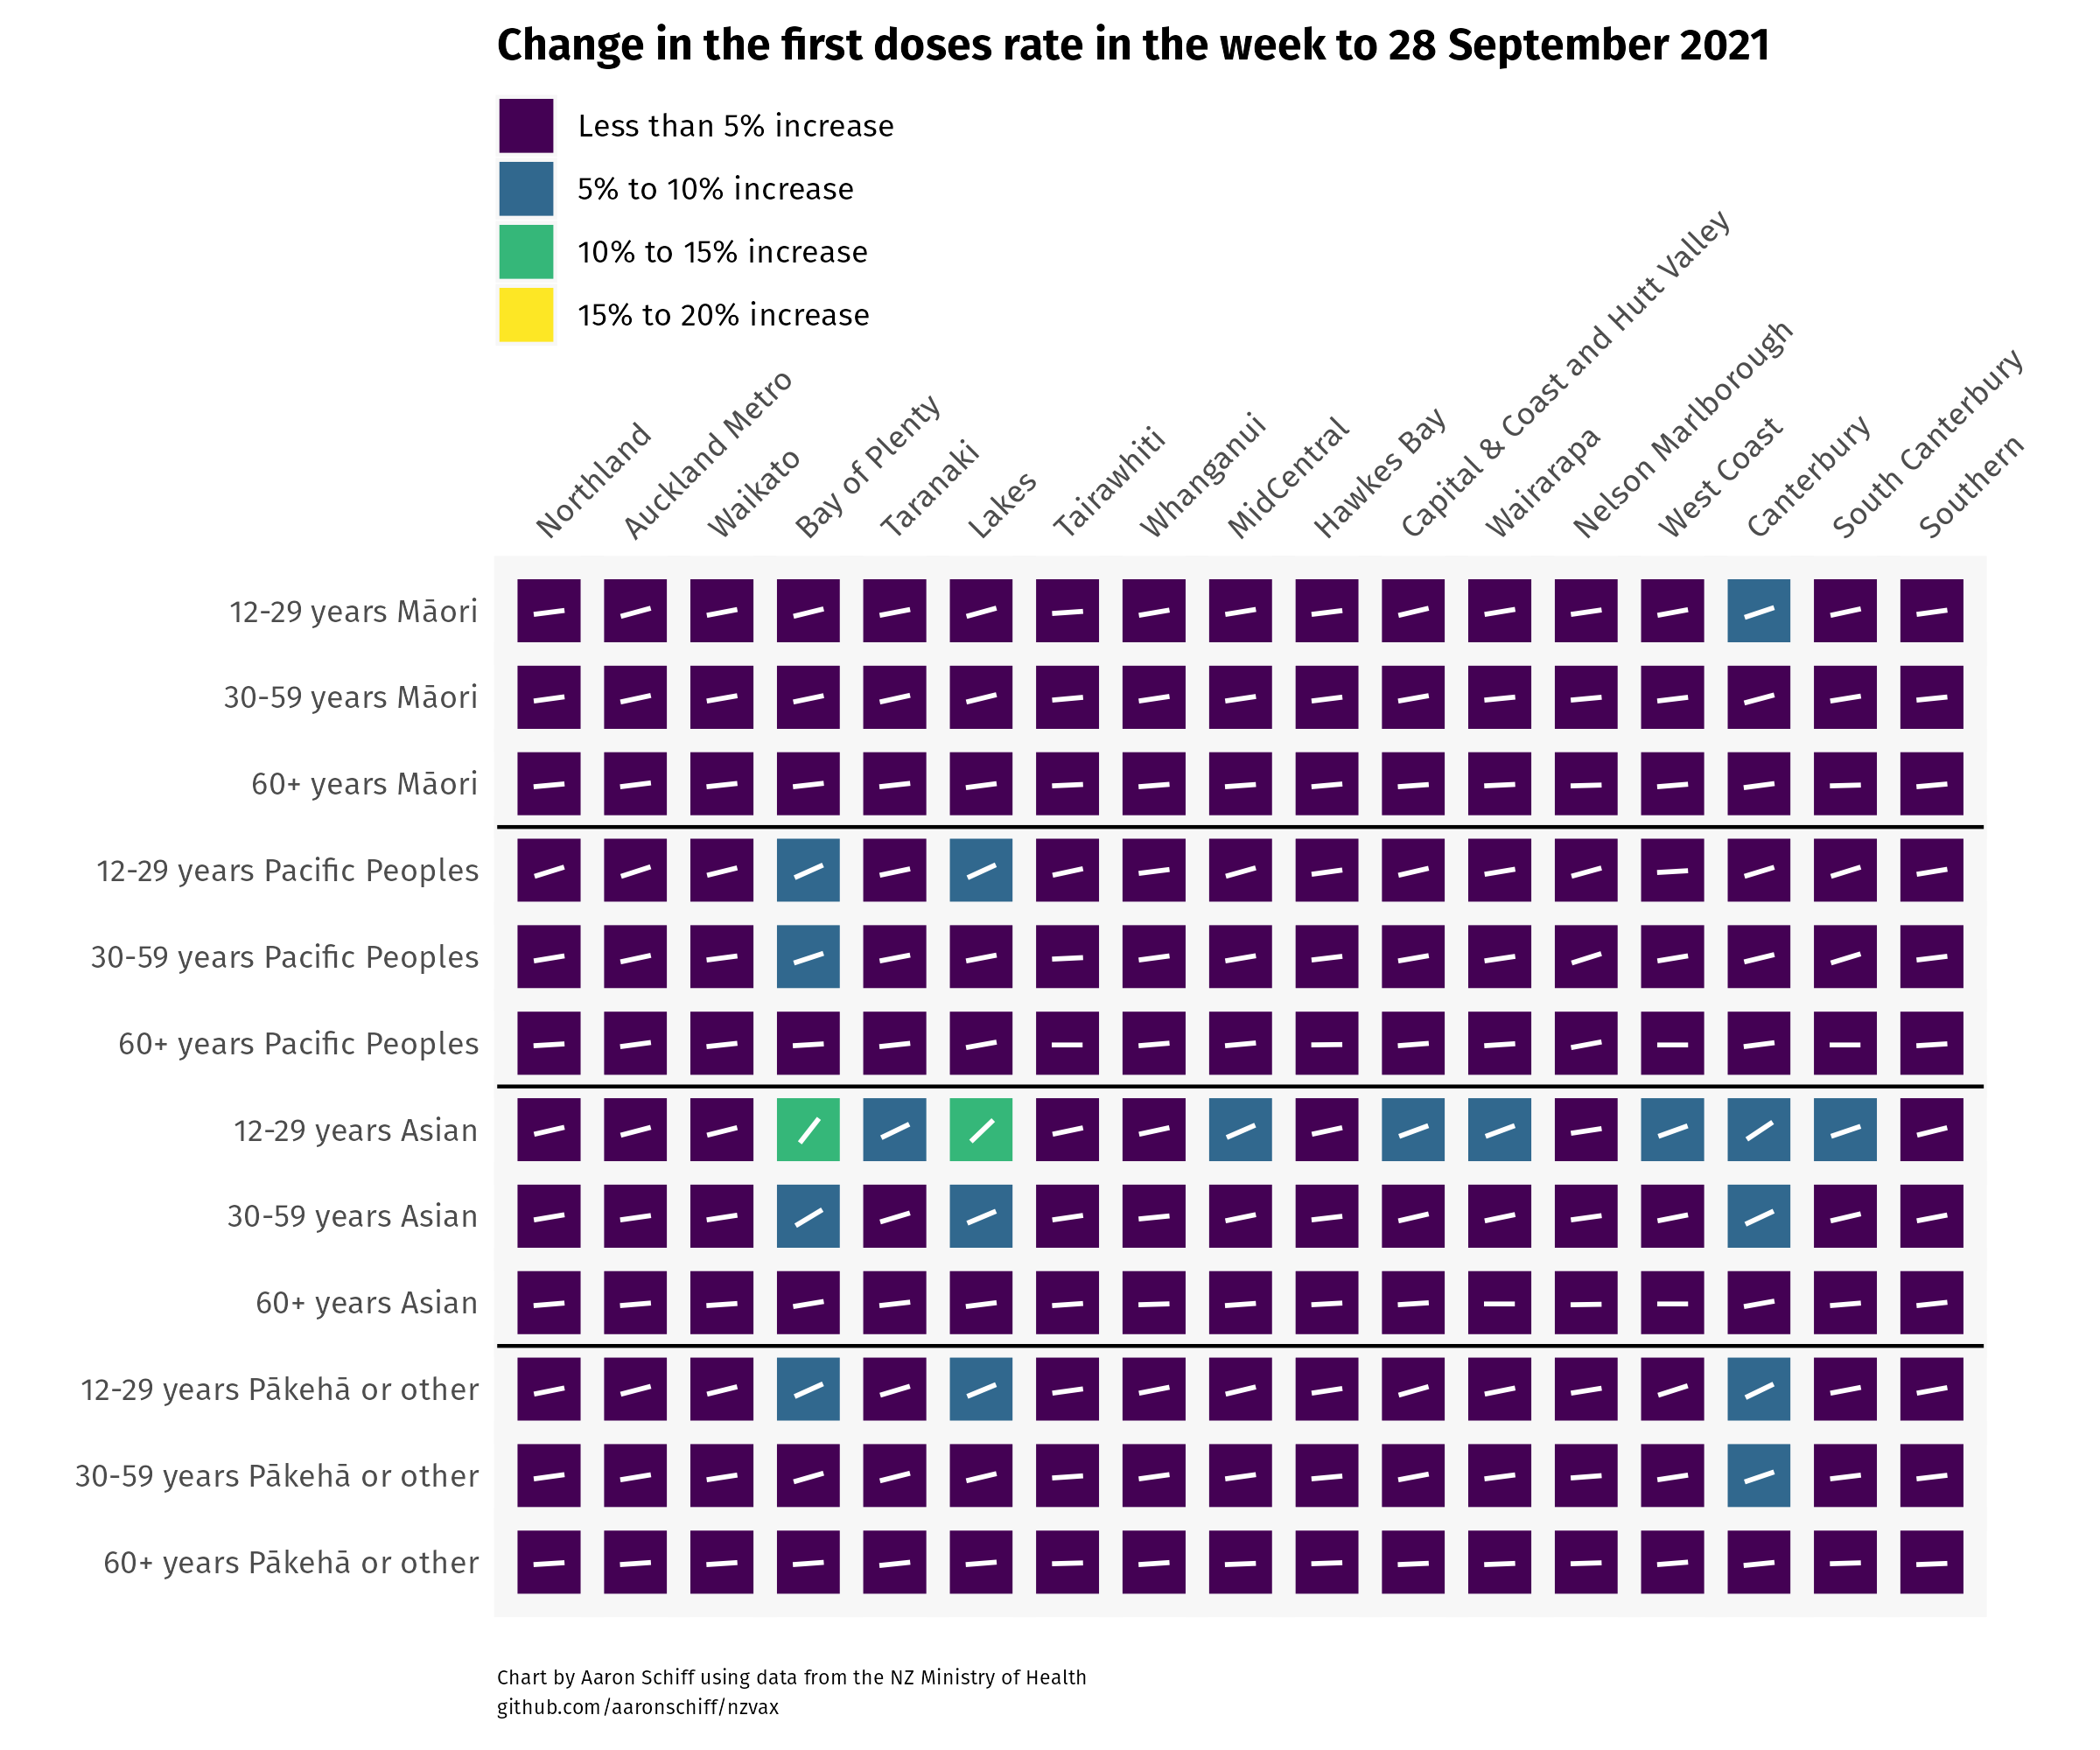 Change in the first doses rate in the week to 28 September 2021
Less than 5% increase
5% to 10% increase
10% to 15% increase
15% to 20% increase
Northland
Auckland Metro
Waikato
Bay of Plenty
Taranaki
Lakes
Tairawhiti
Whanganui
MidCentral
Hawkes Bay
Capital & Coast and Hutt Valley
Wairarapa
Nelson Marlborough
West Coast
Canterbury
South Canterbury
Southern
12-29 years Māori
30-59 years Māori
60+ years Māori
12-29 years Pacific Peoples
30-59 years Pacific Peoples
60+ years Pacific Peoples
12-29 years Asian
30-59 years Asian
60+ years Asian
12-29 years Pākehā or other
30-59 years Pākehā or other
60+ years Pākehā or other
Chart by Aaron Schiff using data from the NZ Ministry of Health
github.com/aaronschiff/nzvax